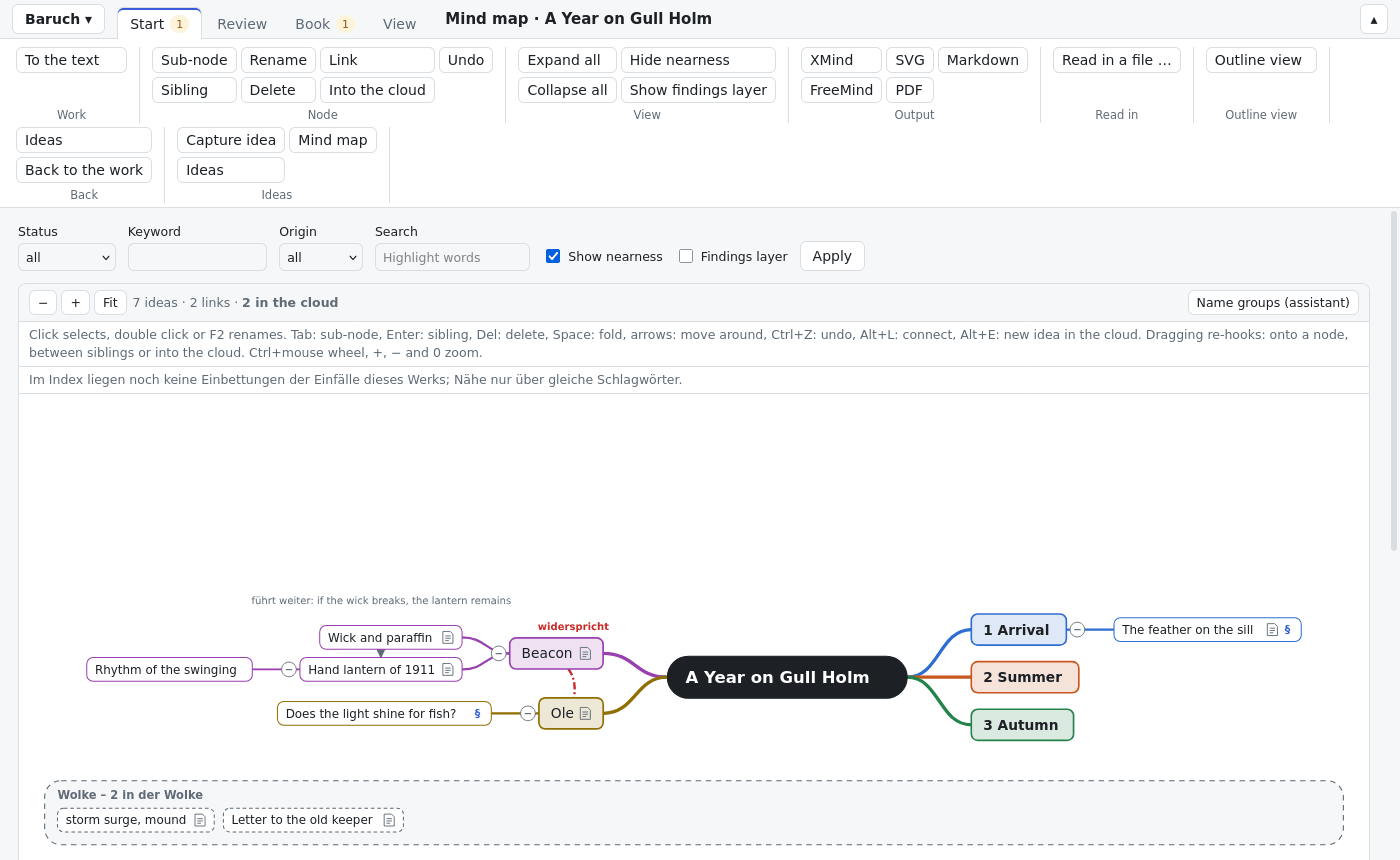 Baruch ▾
Start 1
Review
Book 1
View
Mind map · A Year on Gull Holm
▴
To the text
Work
Sub-node Rename Link Undo
Sibling Delete Into the cloud
Node
Expand all Hide nearness
Collapse all Show findings layer
View
XMind SVG Markdown
FreeMind PDF
Output
Read in a file …
Read in
Outline view
Outline view
Ideas
Back to the work
Back
Capture idea Mind map
Ideas
Ideas
Status Keyword Origin Search
all all Highlight words Show nearness Findings layer Apply
− + Fit 7 ideas · 2 links · 2 in the cloud Name groups (assistant)
Click selects, double click or F2 renames. Tab: sub-node, Enter: sibling, Del: delete, Space: fold, arrows: move around, Ctrl+Z: undo, Alt+L: connect, Alt+E: new idea in the cloud. Dragging re-hooks: onto a node,
between siblings or into the cloud. Ctrl+mouse wheel, +, − and 0 zoom.
Im Index liegen noch keine Einbettungen der Einfälle dieses Werks; Nähe nur über gleiche Schlagwörter.
führt weiter: if the wick breaks, the lantern remains
widerspricht
Wick and paraffin
Beacon
Rhythm of the swinging
Hand lantern of 1911
Does the light shine for fish? §
Ole
A Year on Gull Holm
1 Arrival
The feather on the sill §
2 Summer
3 Autumn
Wolke – 2 in der Wolke
storm surge, mound
Letter to the old keeper